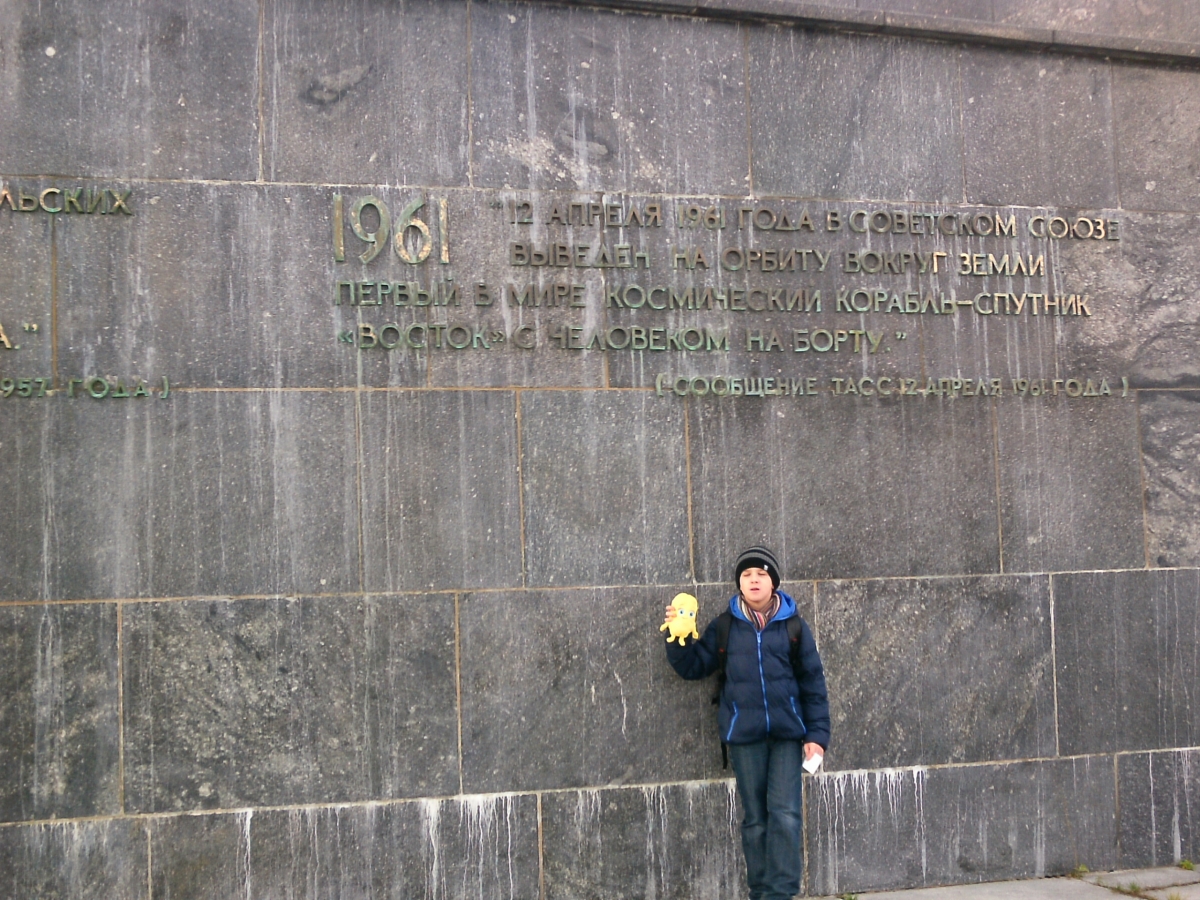 ЛЬСКИХ
А."
1957 ГОДА.)
1961 "12 АПРЕЛЯ 1961 ГОДА В СОВЕТСКОМ СОЮЗЕ
ВЫВЕДЕН НА ОРБИТУ ВОКРУГ ЗЕМЛИ
ПЕРВЫЙ В МИРЕ КОСМИЧЕСКИЙ КОРАБЛЬ-СПУТНИК
«ВОСТОК» С ЧЕЛОВЕКОМ НА БОРТУ."
(СООБЩЕНИЕ ТАСС 12 АПРЕЛЯ 1961 ГОДА)